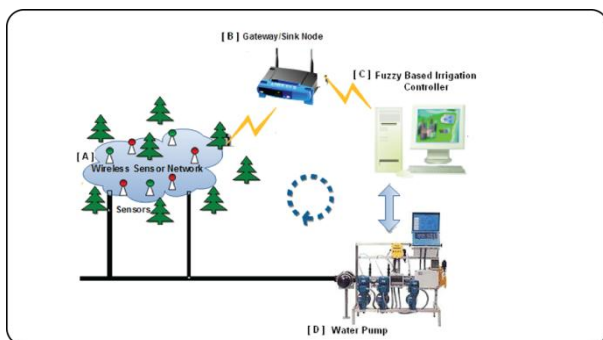 [ B ] Gateway/Sink Node
[ C ] Fuzzy Based Irrigation
Controller
[ A ]
Wireless Sensor Network
Sensors
[ D ] Water Pump